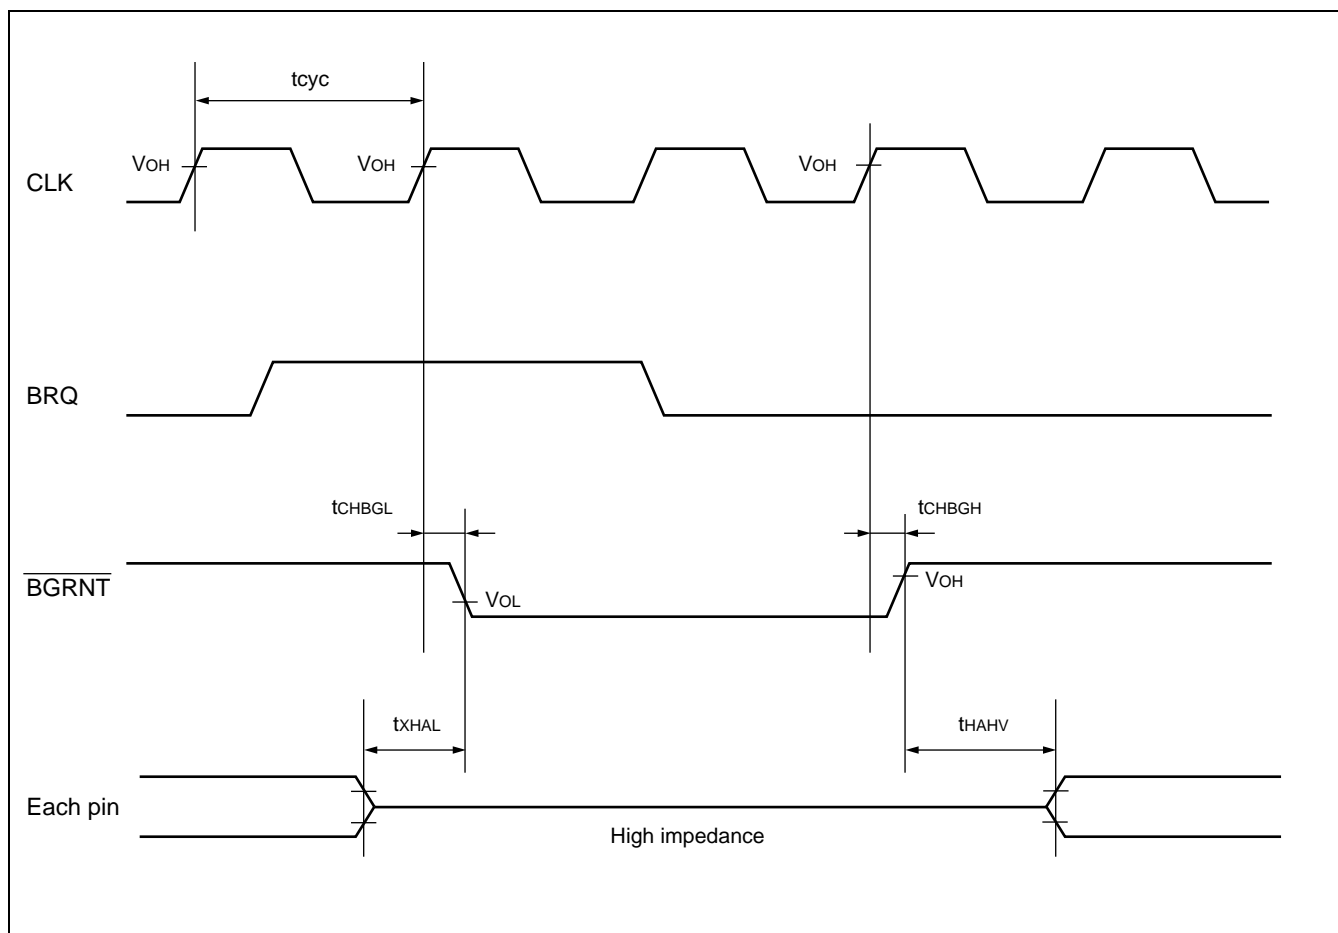 tcyc
VOH
VOH
VOH
CLK
BRQ
tCHBGL
tCHBGH
BGRNT
VOL
VOH
tXHAL
tHAHV
Each pin
High impedance